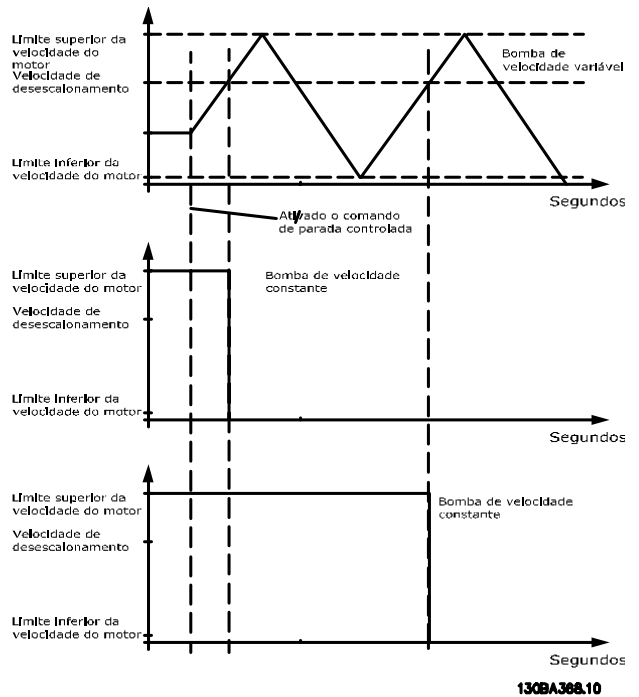 Limite superior da
velocidade do
motor
Velocidade de
desescalonamento
Bomba de
velocidade variável
Limite Inferior da
velocidade do motor
Segundos
Ativado o comando
de parada controlada
Limite superior da
velocidade do motor
Bomba de velocidade
constante
Velocidade de
desescalonamento
Limite Inferior da
velocidade do motor
Segundos
Limite superior da
velocidade do motor
Bomba de velocidade
constante
Velocidade de
desescalonamento
Limite Inferior da
velocidade do motor
Segundos
130BA368.10